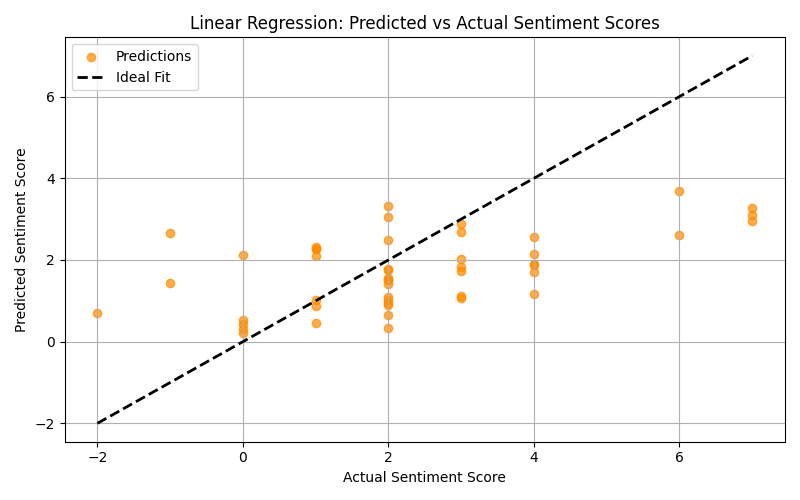 Linear Regression: Predicted vs Actual Sentiment Scores
Predictions
Ideal Fit
Predicted Sentiment Score
6
4
2
0
−2
−2
0
2
4
6
Actual Sentiment Score